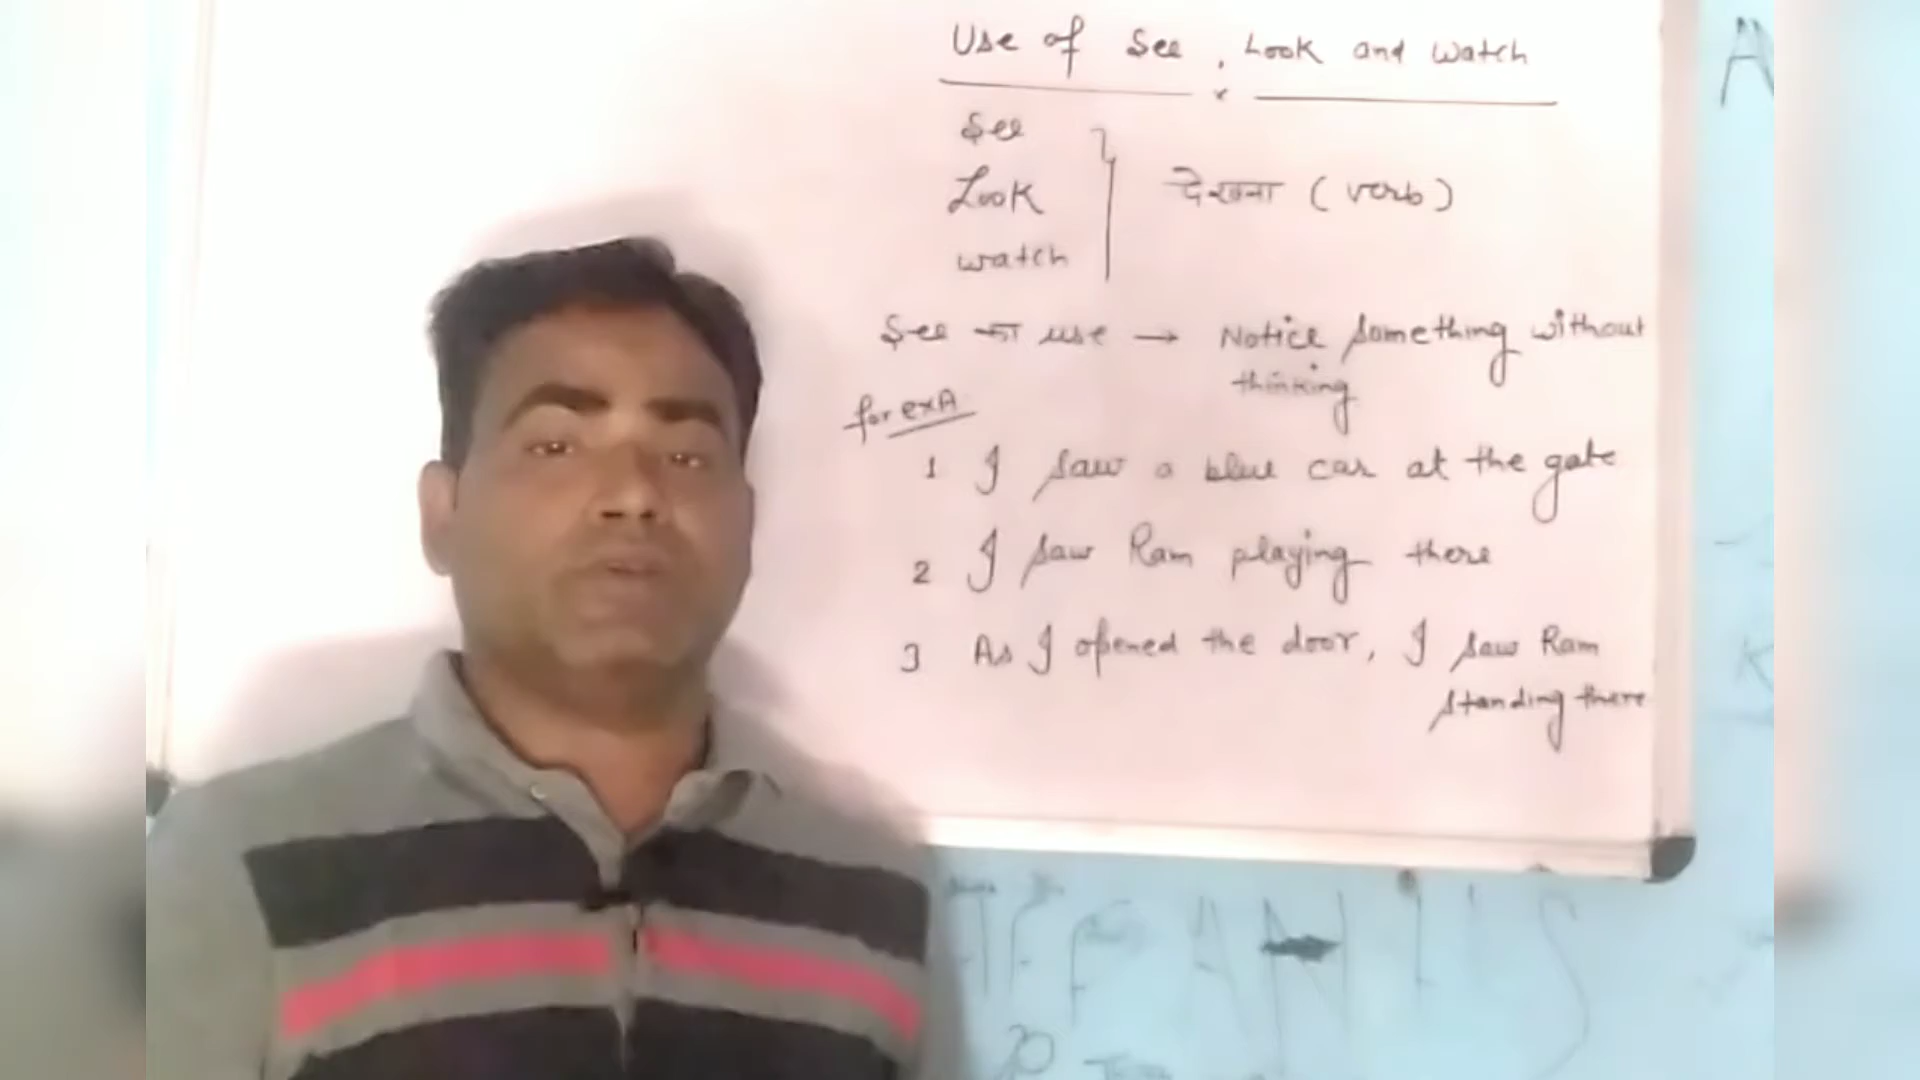 Use of See, Look and watch
See
Look
watch
देखना (verb)
See का use → Notice something without
thinking
for exA
1 I saw a blue car at the gate
2 I saw Ram playing there
3 As I opened the door, I saw Ram
standing there